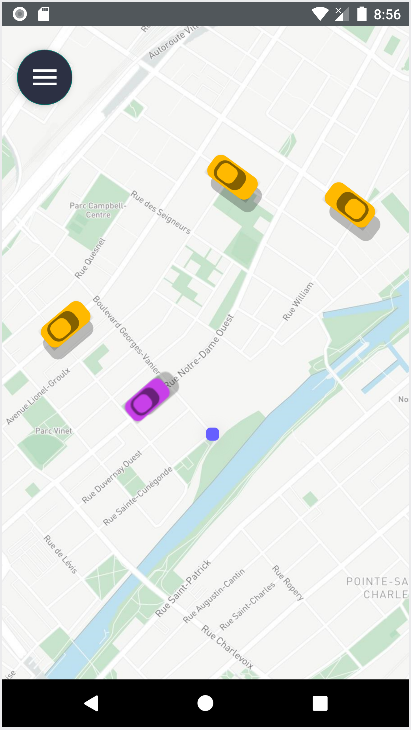 8:56
Autoroute Vil
Parc Campbell-
Centre
Rue des Seigneurs
Rue Quesnel
Rue William
Boulevard Georges-Vanier
Rue Notre-Dame Ouest
Avenue Lionel-Groulx
No
Parc Vinet
Rue Duvernay Ouest
Rue Sainte-Cunégonde
Rue de Lévis
Rue Saint-Patrick
Rue Augustin-Cantin
Rue Ropery
POINTE-SA
CHARLE
Rue Saint-Charles
Rue Charlevoix
ise